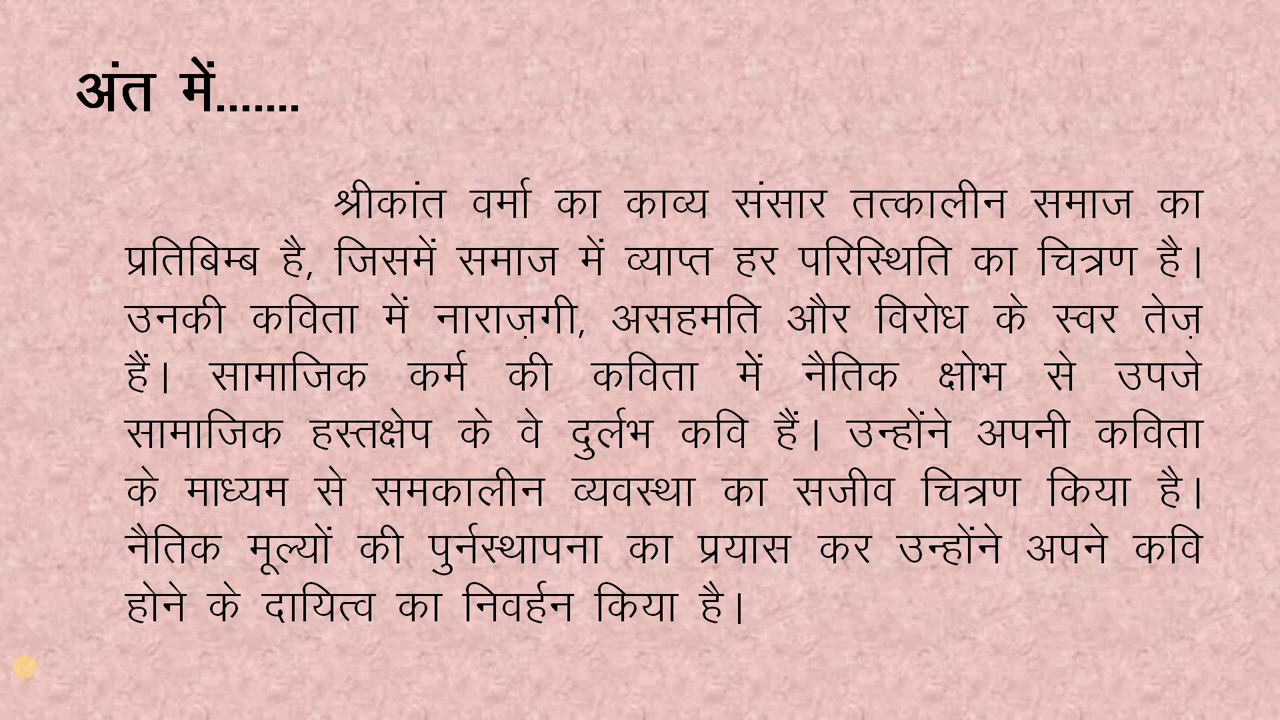 अंत में.......
श्रीकांत वर्मा का काव्य संसार तत्कालीन समाज का
प्रतिबिम्ब है, जिसमें समाज में व्याप्त हर परिस्थिति का चित्रण है।
उनकी कविता में नाराज़गी, असहमति और विरोध के स्वर तेज़
हैं। सामाजिक कर्म की कविता में नैतिक क्षोभ से उपजे
सामाजिक हस्तक्षेप के वे दुर्लभ कवि हैं। उन्होंने अपनी कविता
के माध्यम से समकालीन व्यवस्था का सजीव चित्रण किया है।
नैतिक मूल्यों की पुर्नस्थापना का प्रयास कर उन्होंने अपने कवि
होने के दायित्व का निवर्हन किया है।